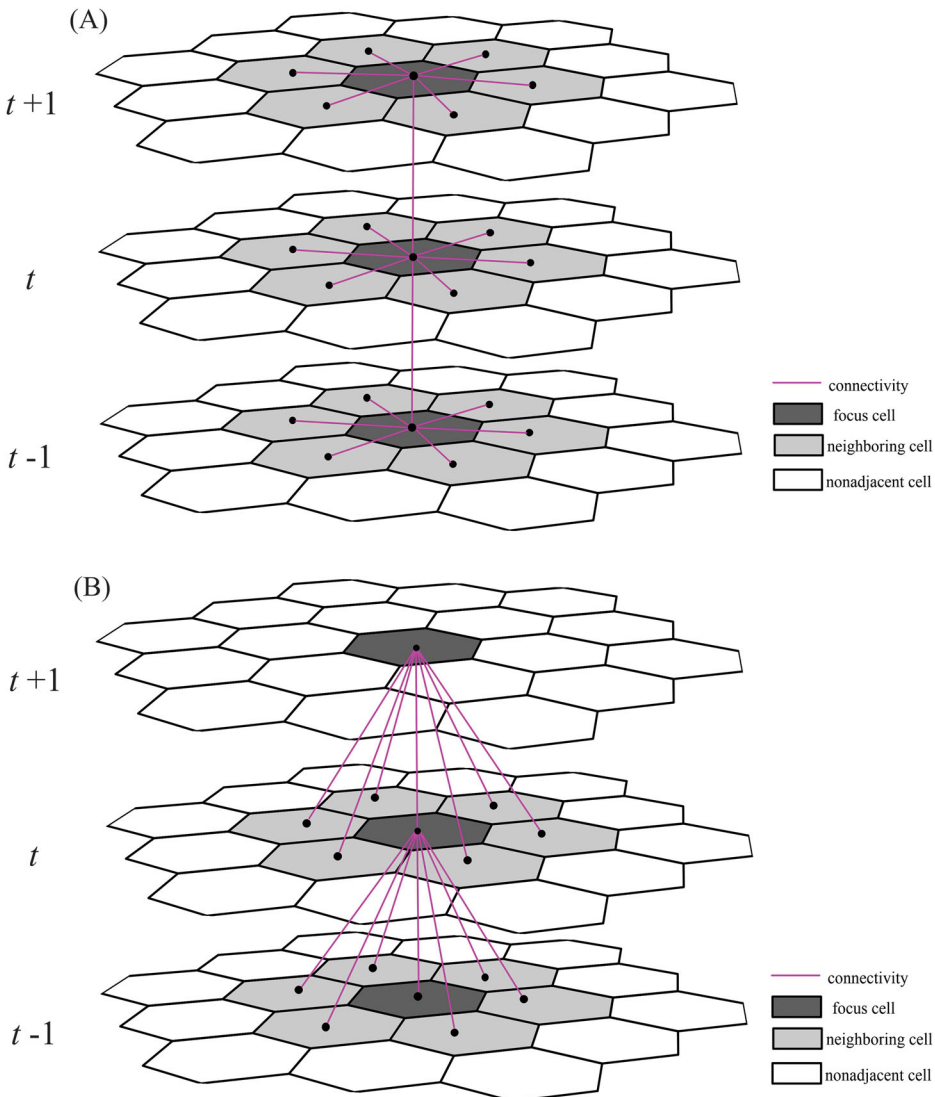 (A)
t +1
t
t -1
connectivity
focus cell
neighboring cell
nonadjacent cell
(B)
t +1
t
t -1
connectivity
focus cell
neighboring cell
nonadjacent cell